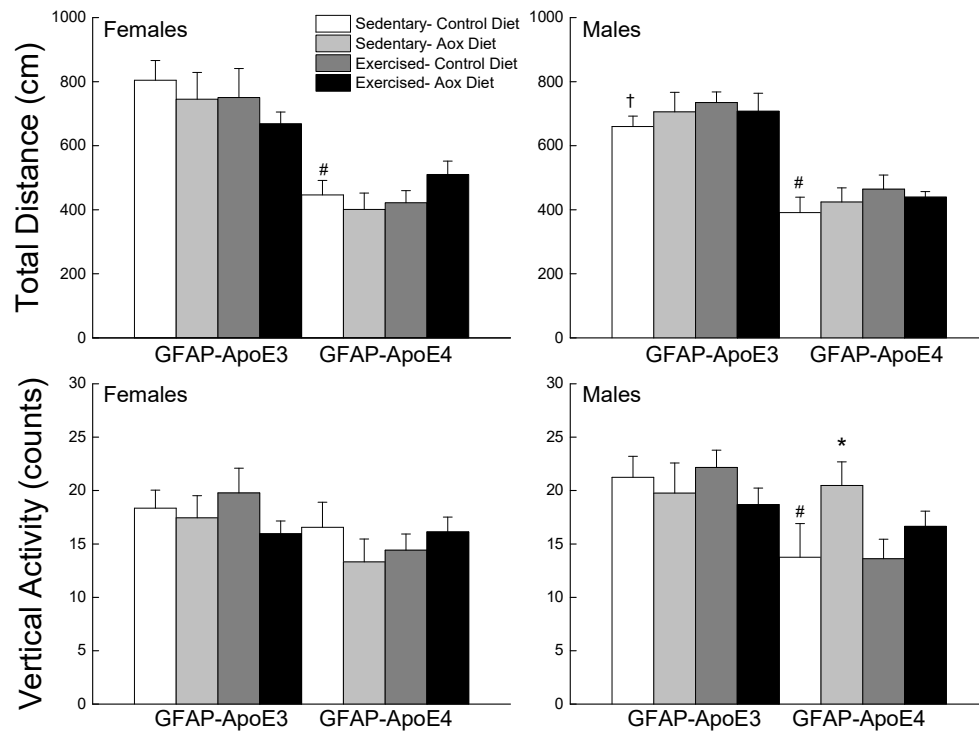 Females
Sedentary- Control Diet
Sedentary- Aox Diet
Exercised- Control Diet
Exercised- Aox Diet
Total Distance (cm)
1000
800
600
400
200
0
#
GFAP-ApoE3 GFAP-ApoE4
Males
1000
800
600
400
200
0
†
#
GFAP-ApoE3 GFAP-ApoE4
Females
Vertical Activity (counts)
30
25
20
15
10
5
0
GFAP-ApoE3 GFAP-ApoE4
Males
30
25
20
15
10
5
0
#
*
GFAP-ApoE3 GFAP-ApoE4